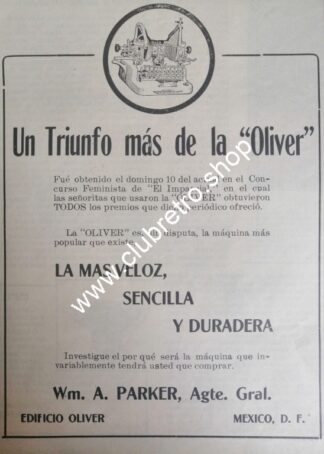 Un Triunfo más de la "Oliver"
Fué obtenido el domingo 10 del actual en el Con-
curso Feminista de "El Imparcial," en el cual
las señoritas que usaron la "OLIVER" obtuvieron
TODOS los premios que dicho periódico ofreció.
La "OLIVER" es sin disputa, la máquina más
popular que existe.
LA MAS VELOZ,
SENCILLA
Y DURADERA
Investigue el por qué será la máquina que in-
variablemente tendrá usted que comprar.
Wm. A. PARKER, Agte. Gral.
EDIFICIO OLIVER MEXICO, D. F.
www.clubretro.shop